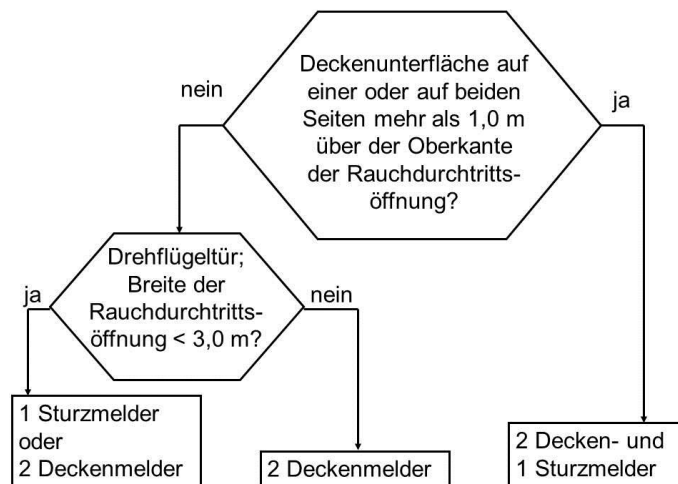 Deckenunterfläche auf
einer oder auf beiden
Seiten mehr als 1,0 m
über der Oberkante
der Rauchdurchtritts-
öffnung?
nein
ja
Drehflügeltür;
Breite der
Rauchdurchtritts-
öffnung < 3,0 m?
ja
nein
1 Sturzmelder
oder
2 Deckenmelder
2 Deckenmelder
2 Decken- und
1 Sturzmelder